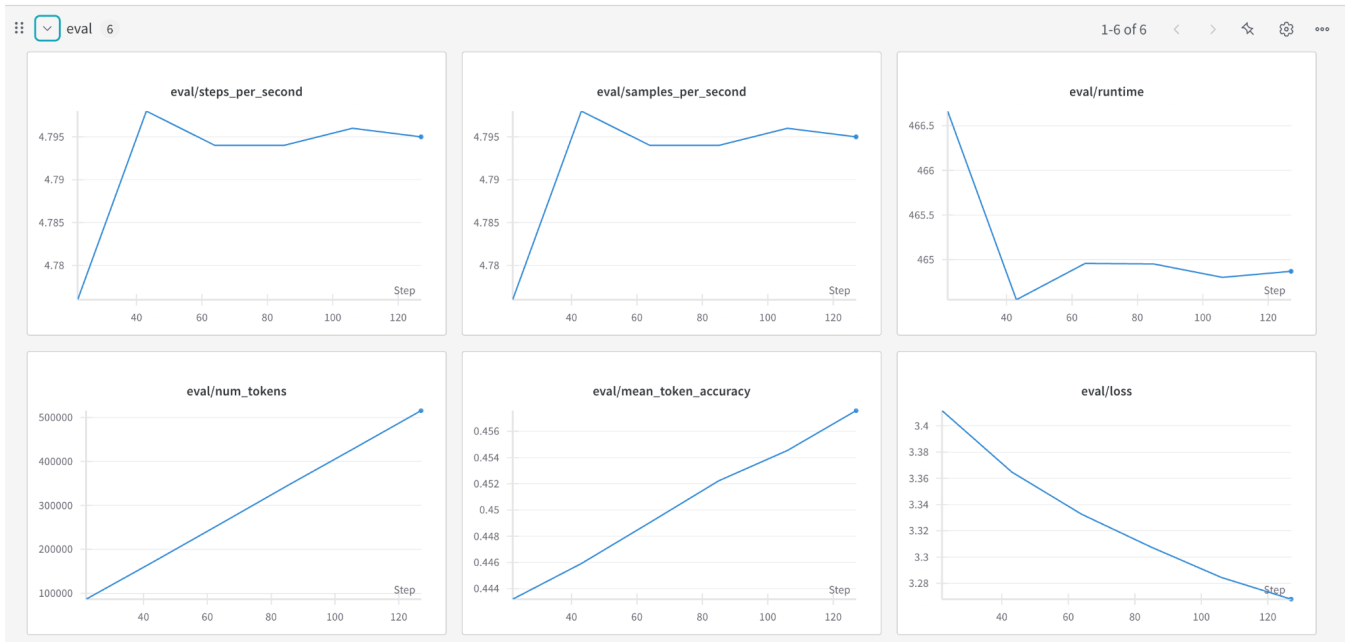 eval 6 1-6 of 6
eval/steps_per_second
4.795
4.79
4.785
4.78
Step
40 60 80 100 120
eval/samples_per_second
4.795
4.79
4.785
4.78
Step
40 60 80 100 120
eval/runtime
466.5
466
465.5
465
Step
40 60 80 100 120
eval/num_tokens
500000
400000
300000
200000
100000
Step
40 60 80 100 120
eval/mean_token_accuracy
0.456
0.454
0.452
0.45
0.448
0.446
0.444
Step
40 60 80 100 120
eval/loss
3.4
3.38
3.36
3.34
3.32
3.3
3.28
Step
40 60 80 100 120